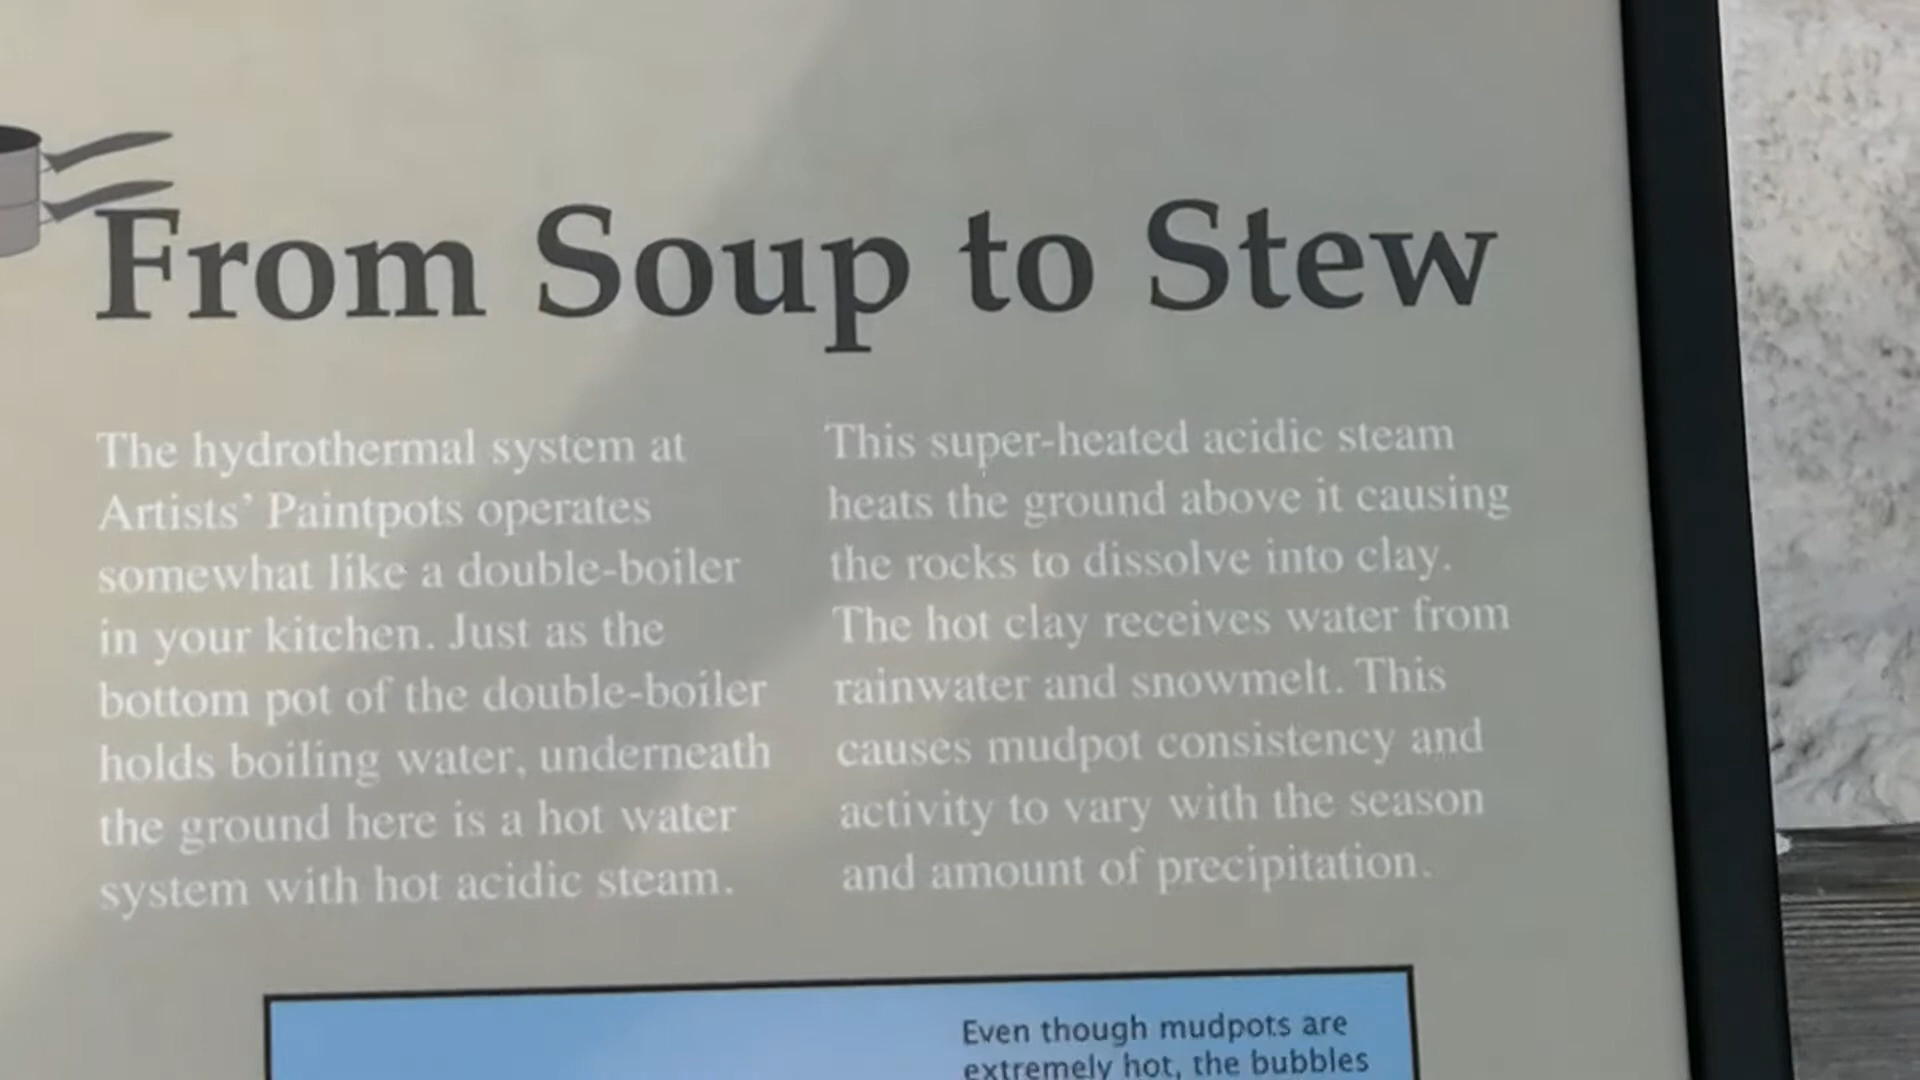 From Soup to Stew
The hydrothermal system at
Artists' Paintpots operates
somewhat like a double-boiler
in your kitchen. Just as the
bottom pot of the double-boiler
holds boiling water, underneath
the ground here is a hot water
system with hot acidic steam.
This super-heated acidic steam
heats the ground above it causing
the rocks to dissolve into clay.
The hot clay receives water from
rainwater and snowmelt. This
causes mudpot consistency and
activity to vary with the season
and amount of precipitation.
Even though mudpots are
extremely hot, the bubbles